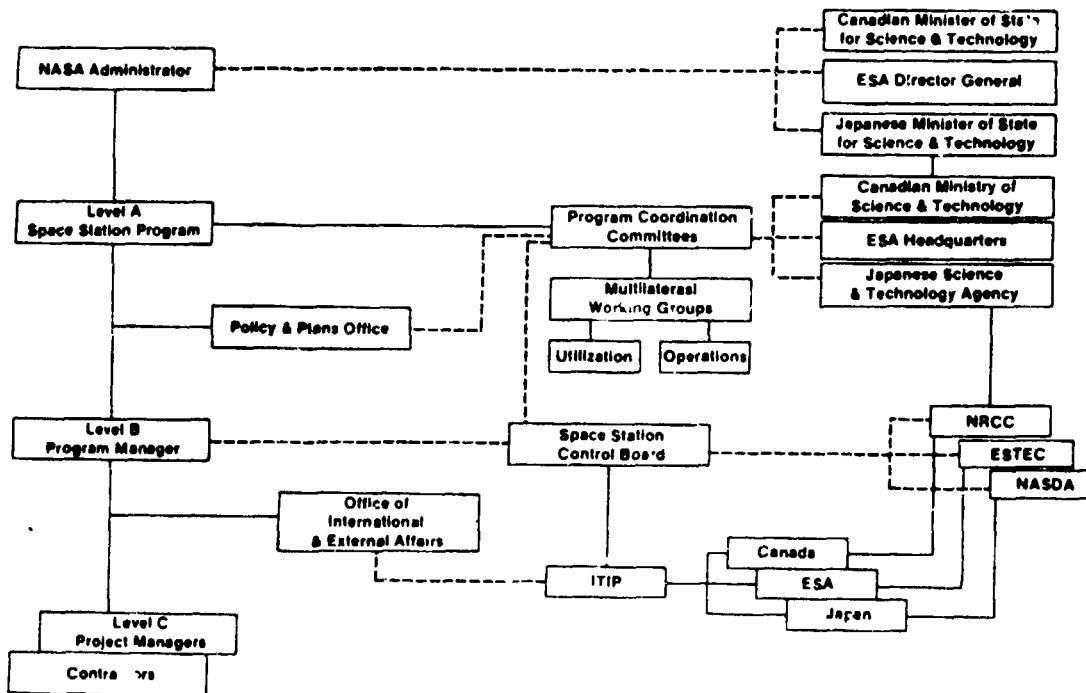 Canadian Minister of State
for Science & Technology
NASA Administrator
ESA Director General
Japanese Minister of State
for Science & Technology
Level A
Space Station Program
Program Coordination
Committees
Canadian Ministry of
Science & Technology
ESA Headquarters
Japanese Science
& Technology Agency
Multilateral
Working Groups
Policy & Plans Office
Utilization
Operations
Level B
Program Manager
Space Station
Control Board
NRCC
ESTEC
NASDA
Office of
International
& External Affairs
Canada
ITIP
ESA
Japan
Level C
Project Managers
Contractors